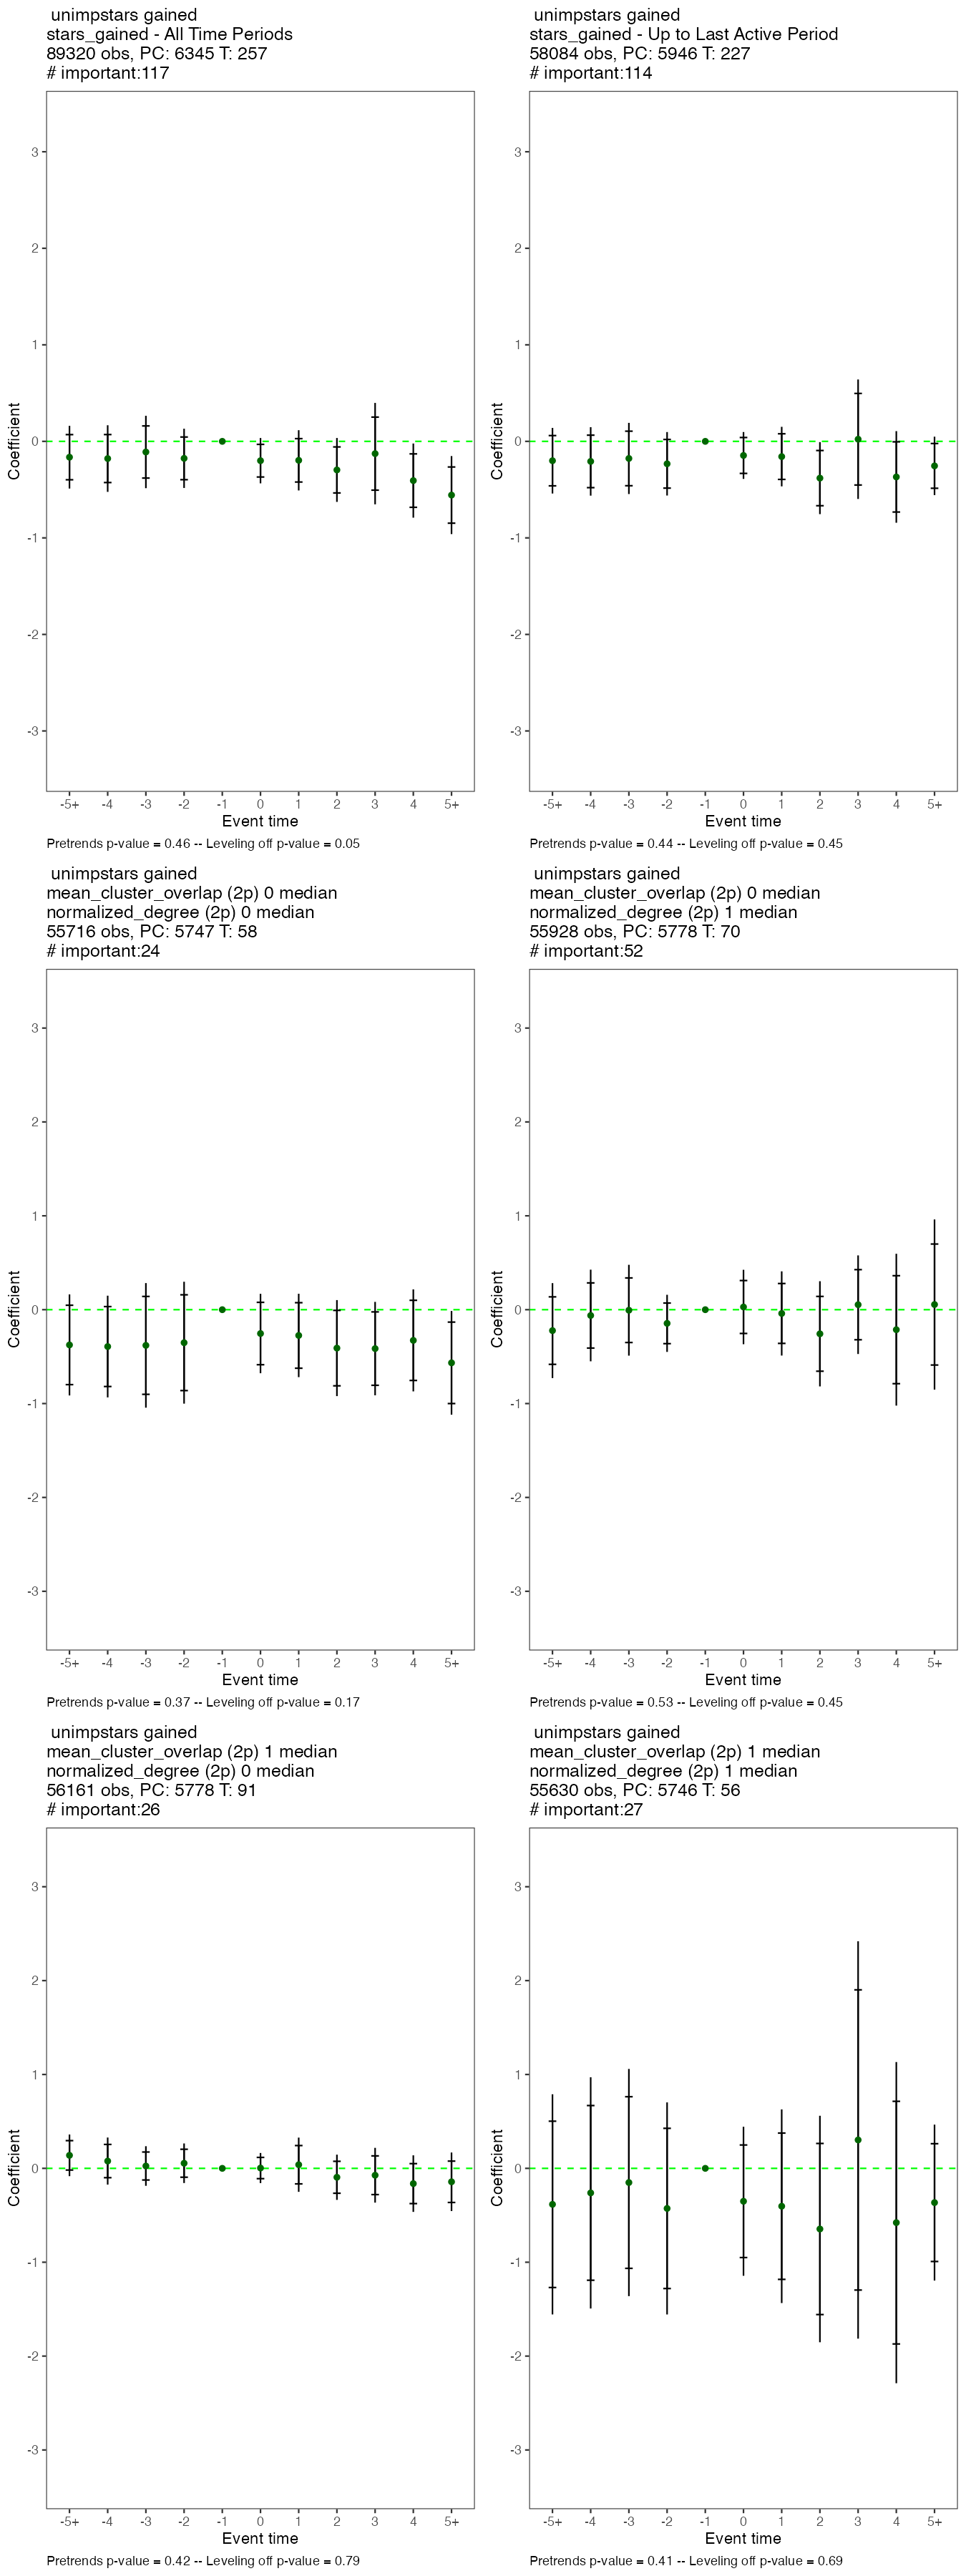 unimpstars gained
stars_gained - All Time Periods
89320 obs, PC: 6345 T: 257
# important:117
3
2
1
0
-1
-2
-3
Coefficient
-5+ -4 -3 -2 -1 0 1 2 3 4 5+
Event time
Pretrends p-value = 0.46 -- Leveling off p-value = 0.05
unimpstars gained
stars_gained - Up to Last Active Period
58084 obs, PC: 5946 T: 227
# important:114
3
2
1
0
-1
-2
-3
Coefficient
-5+ -4 -3 -2 -1 0 1 2 3 4 5+
Event time
Pretrends p-value = 0.44 -- Leveling off p-value = 0.45
unimpstars gained
mean_cluster_overlap (2p) 0 median
normalized_degree (2p) 0 median
55716 obs, PC: 5747 T: 58
# important:24
3
2
1
0
-1
-2
-3
Coefficient
-5+ -4 -3 -2 -1 0 1 2 3 4 5+
Event time
Pretrends p-value = 0.37 -- Leveling off p-value = 0.17
unimpstars gained
mean_cluster_overlap (2p) 0 median
normalized_degree (2p) 1 median
55928 obs, PC: 5778 T: 70
# important:52
3
2
1
0
-1
-2
-3
Coefficient
-5+ -4 -3 -2 -1 0 1 2 3 4 5+
Event time
Pretrends p-value = 0.53 -- Leveling off p-value = 0.45
unimpstars gained
mean_cluster_overlap (2p) 1 median
normalized_degree (2p) 0 median
56161 obs, PC: 5778 T: 91
# important:26
3
2
1
0
-1
-2
-3
Coefficient
-5+ -4 -3 -2 -1 0 1 2 3 4 5+
Event time
Pretrends p-value = 0.42 -- Leveling off p-value = 0.79
unimpstars gained
mean_cluster_overlap (2p) 1 median
normalized_degree (2p) 1 median
55630 obs, PC: 5746 T: 56
# important:27
3
2
1
0
-1
-2
-3
Coefficient
-5+ -4 -3 -2 -1 0 1 2 3 4 5+
Event time
Pretrends p-value = 0.41 -- Leveling off p-value = 0.69